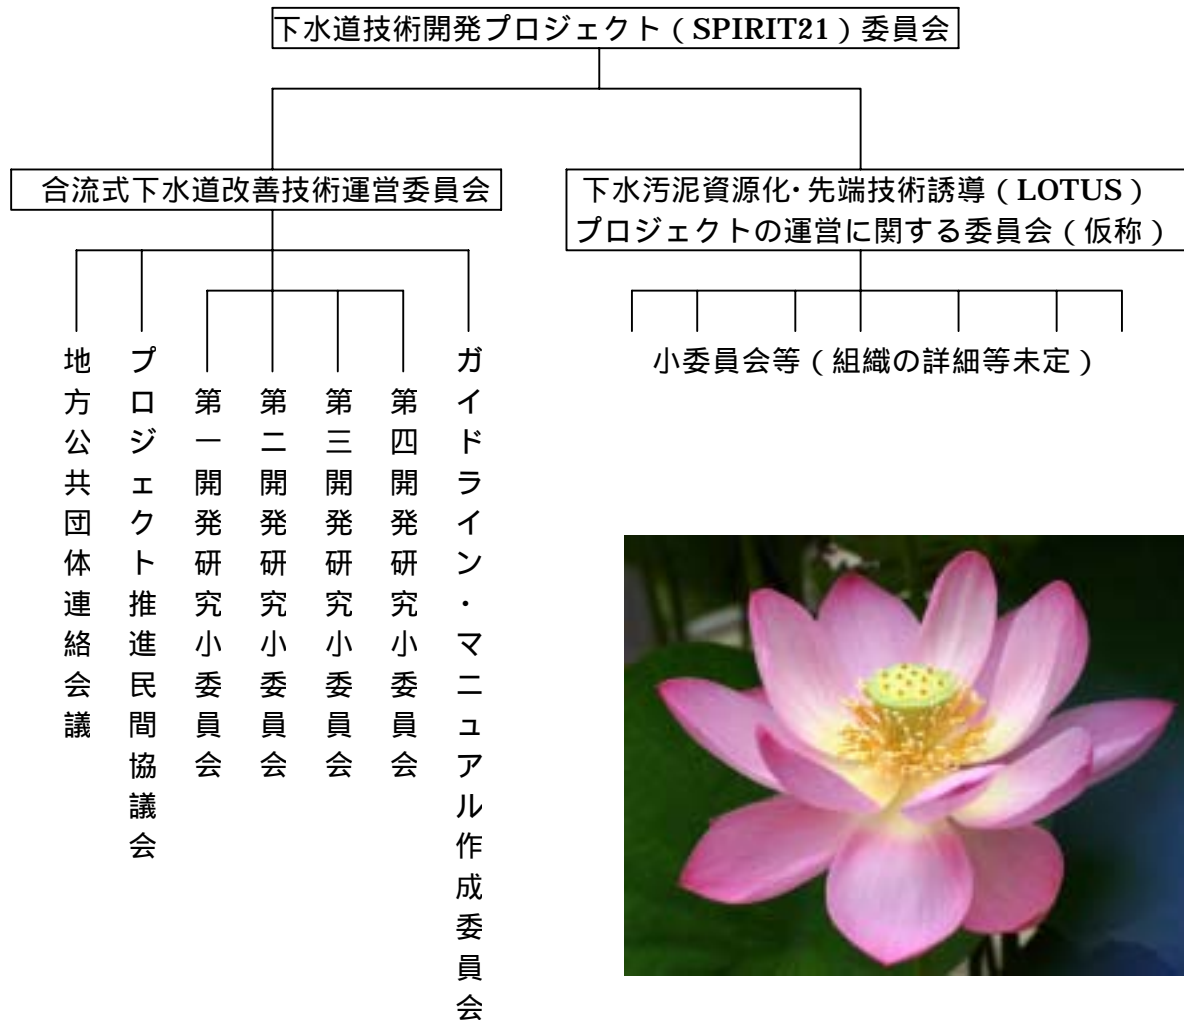 下水道技術開発プロジェクト(SPIRIT21)委員会
合流式下水道改善技術運営委員会
下水汚泥資源化・先端技術誘導(LOTUS)
プロジェクトの運営に関する委員会(仮称)
地方公共団体連絡会議
プロジェクト推進民間協議会
第一開発研究小委員会
第二開発研究小委員会
第三開発研究小委員会
第四開発研究小委員会
ガイドライン・マニュアル作成委員会
小委員会等(組織の詳細等未定)